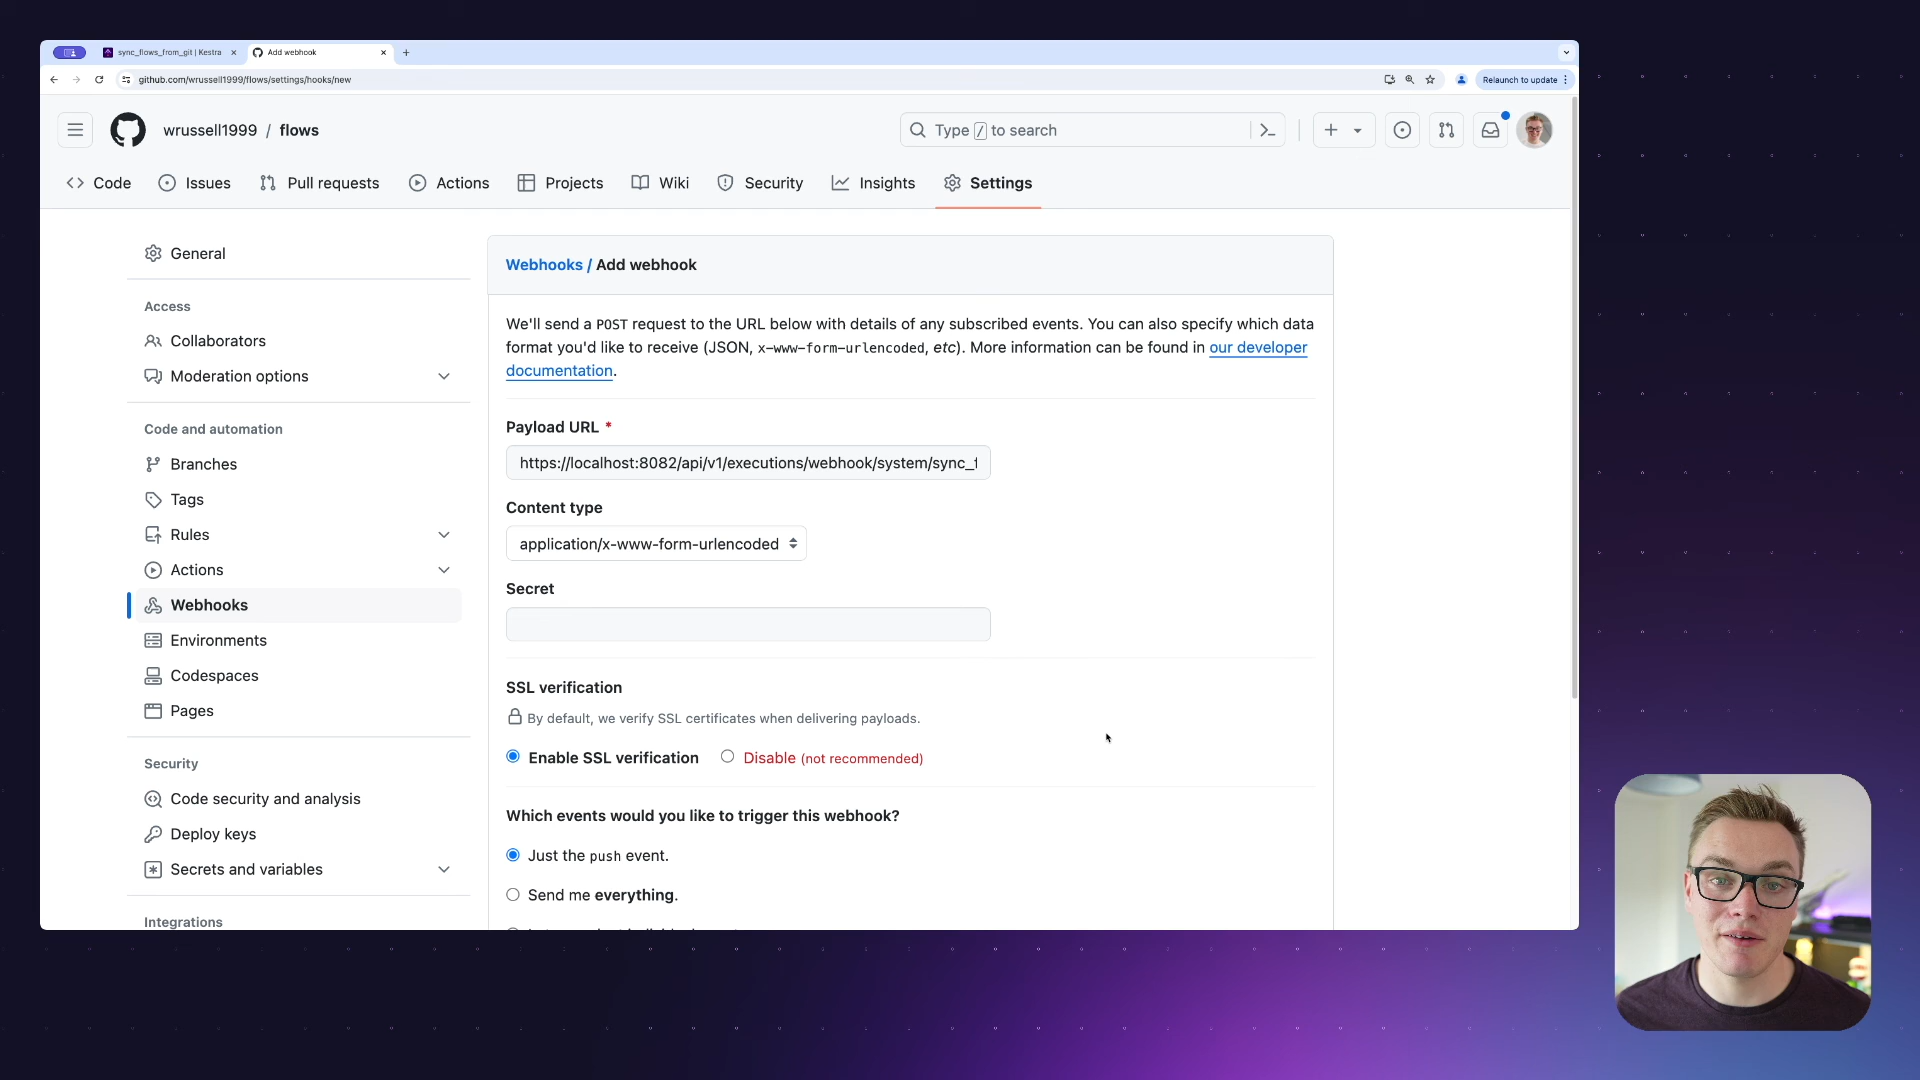 sync_flows_from_git | Kestra
Add webhook
github.com/wrussell1999/flows/settings/hooks/new
Relaunch to update
wrussell1999 / flows
Type / to search
Code
Issues
Pull requests
Actions
Projects
Wiki
Security
Insights
Settings
General
Access
Collaborators
Moderation options
Code and automation
Branches
Tags
Rules
Actions
Webhooks
Environments
Codespaces
Pages
Security
Code security and analysis
Deploy keys
Secrets and variables
Integrations
Webhooks / Add webhook
We'll send a POST request to the URL below with details of any subscribed events. You can also specify which data
format you'd like to receive (JSON, x-www-form-urlencoded, etc). More information can be found in our developer
documentation.
Payload URL *
https://localhost:8082/api/v1/executions/webhook/system/sync_f
Content type
application/x-www-form-urlencoded
Secret
SSL verification
By default, we verify SSL certificates when delivering payloads.
Enable SSL verification
Disable (not recommended)
Which events would you like to trigger this webhook?
Just the push event.
Send me everything.